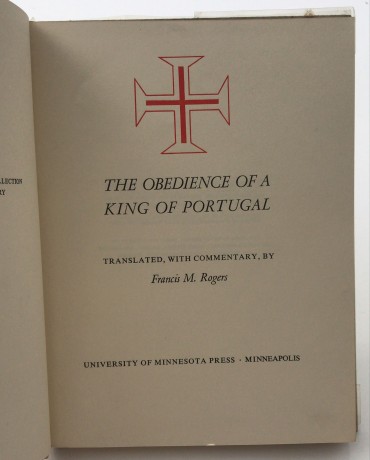 THE OBEDIENCE OF A
KING OF PORTUGAL
TRANSLATED, WITH COMMENTARY, BY
Francis M. Rogers
UNIVERSITY OF MINNESOTA PRESS · MINNEAPOLIS